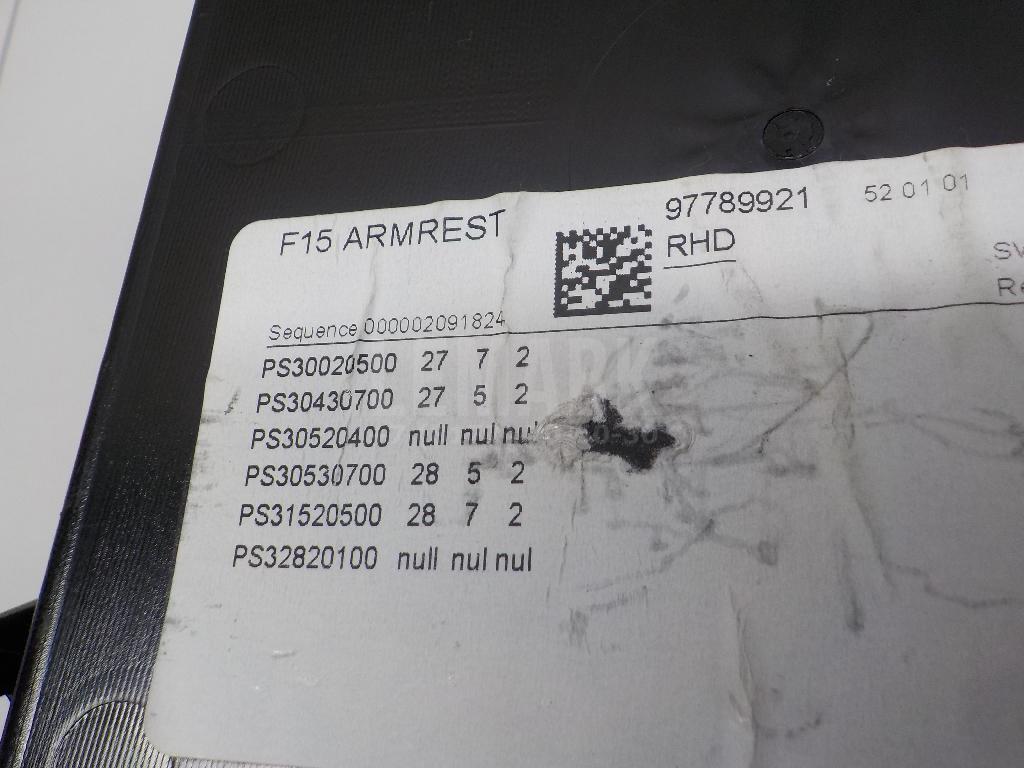 F15 ARMREST
97789921 52 01 01
RHD
Sequence 000002091824
PS30020500 27 7 2
PS30430700 27 5 2
PS30520400 null nul nul
PS30530700 28 5 2
PS31520500 28 7 2
PS32820100 null nul nul